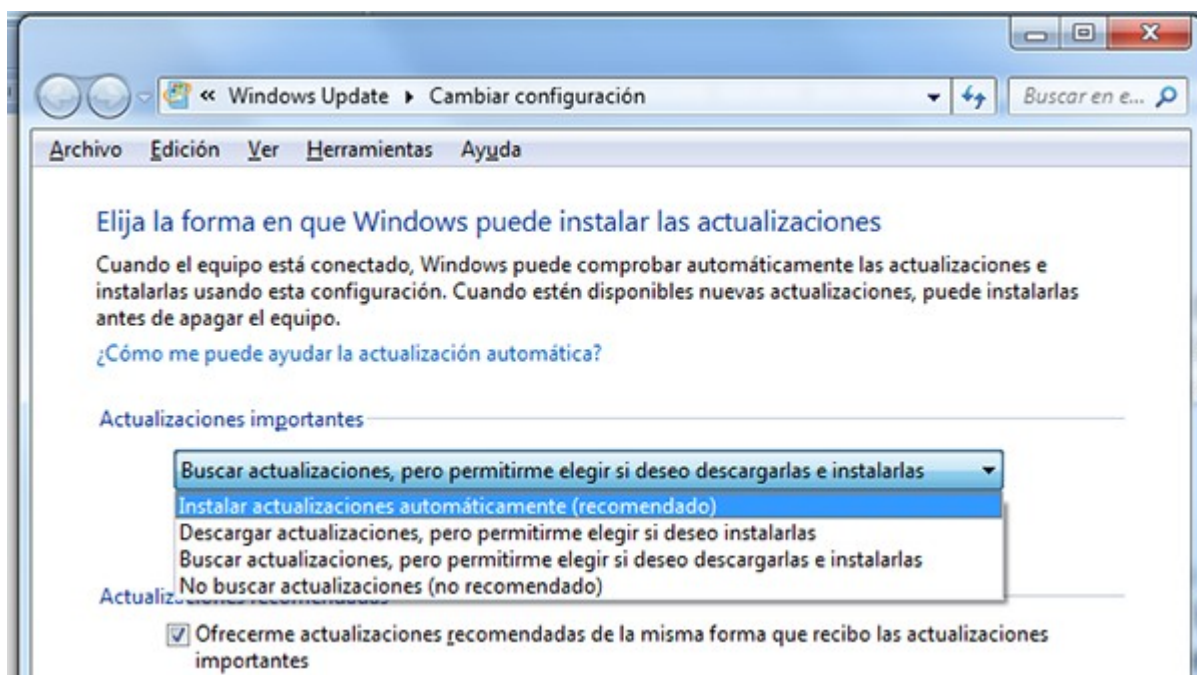 « Windows Update ▸ Cambiar configuración
Buscar en e...
Archivo Edición Ver Herramientas Ayuda
Elija la forma en que Windows puede instalar las actualizaciones
Cuando el equipo está conectado, Windows puede comprobar automáticamente las actualizaciones e
instalarlas usando esta configuración. Cuando estén disponibles nuevas actualizaciones, puede instalarlas
antes de apagar el equipo.
¿Cómo me puede ayudar la actualización automática?
Actualizaciones importantes
Buscar actualizaciones, pero permitirme elegir si deseo descargarlas e instalarlas
Instalar actualizaciones automáticamente (recomendado)
Descargar actualizaciones, pero permitirme elegir si deseo instalarlas
Buscar actualizaciones, pero permitirme elegir si deseo descargarlas e instalarlas
No buscar actualizaciones (no recomendado)
Ofrecerme actualizaciones recomendadas de la misma forma que recibo las actualizaciones
importantes